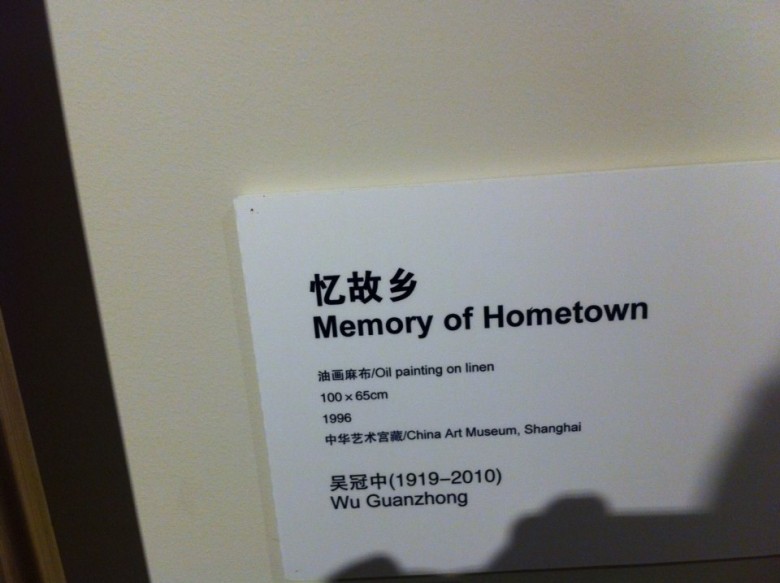 忆故乡
Memory of Hometown
油画麻布/Oil painting on linen
100×65cm
1996
中华艺术宫藏/China Art Museum, Shanghai
吴冠中(1919–2010)
Wu Guanzhong